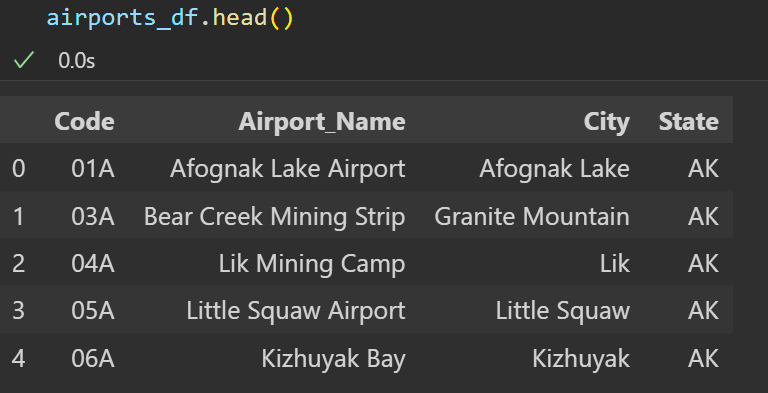 airports_df.head()
0.0s
Code Airport_Name City State
0 01A Afognak Lake Airport Afognak Lake AK
1 03A Bear Creek Mining Strip Granite Mountain AK
2 04A Lik Mining Camp Lik AK
3 05A Little Squaw Airport Little Squaw AK
4 06A Kizhuyak Bay Kizhuyak AK